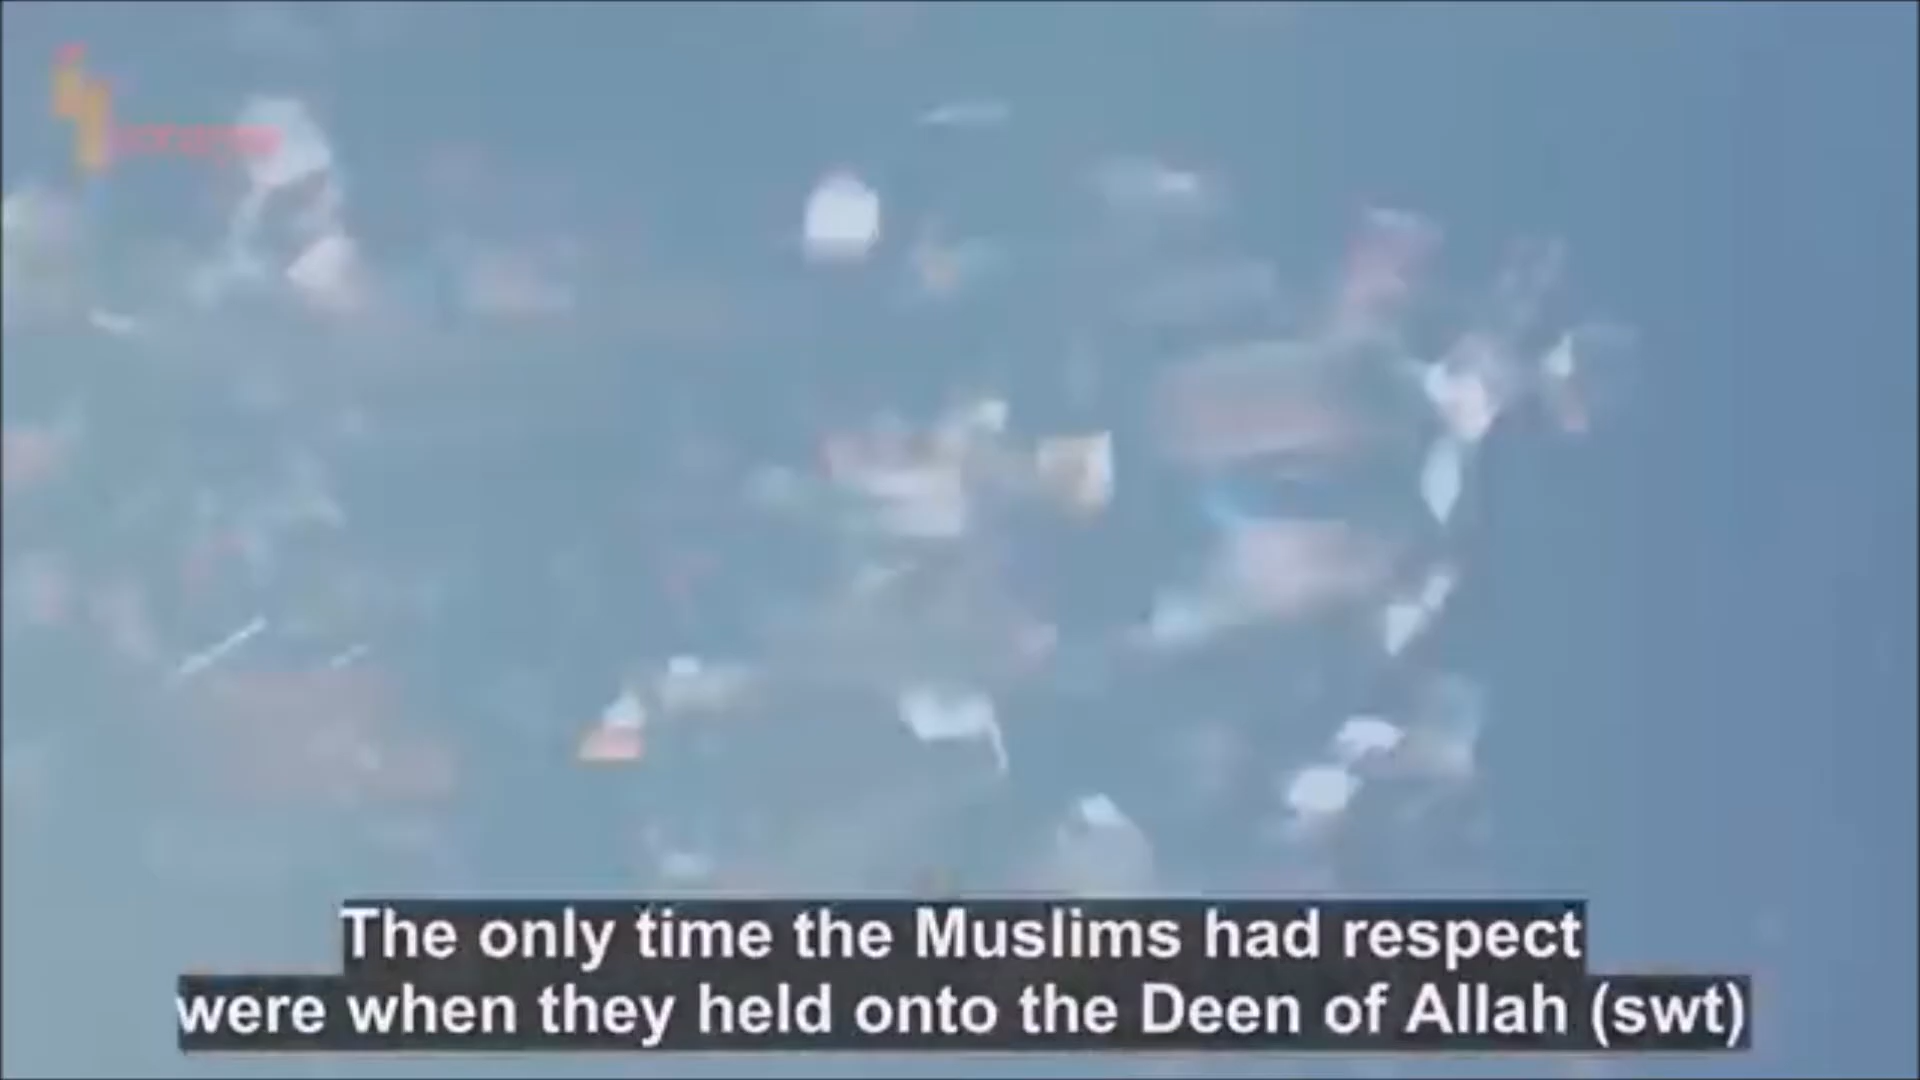 The only time the Muslims had respect
were when they held onto the Deen of Allah (swt)